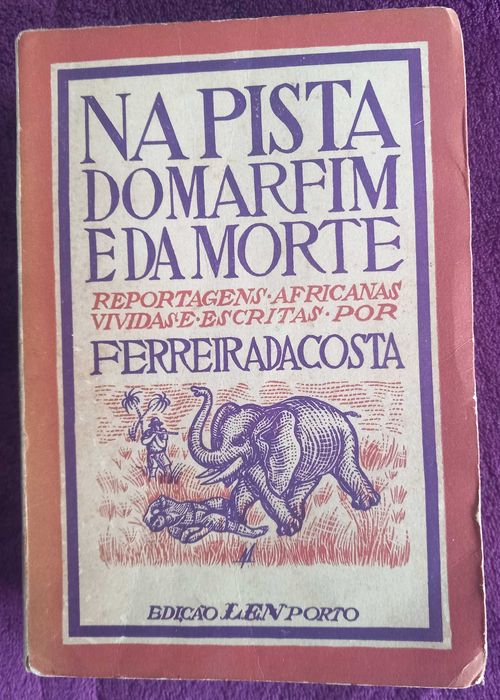 NA PISTA
DO MARFIM
E DA MORTE
REPORTAGENS · AFRICANAS
VIVIDAS · E · ESCRITAS · POR
FERREIRA DA COSTA
EDIÇÃO LEN PORTO